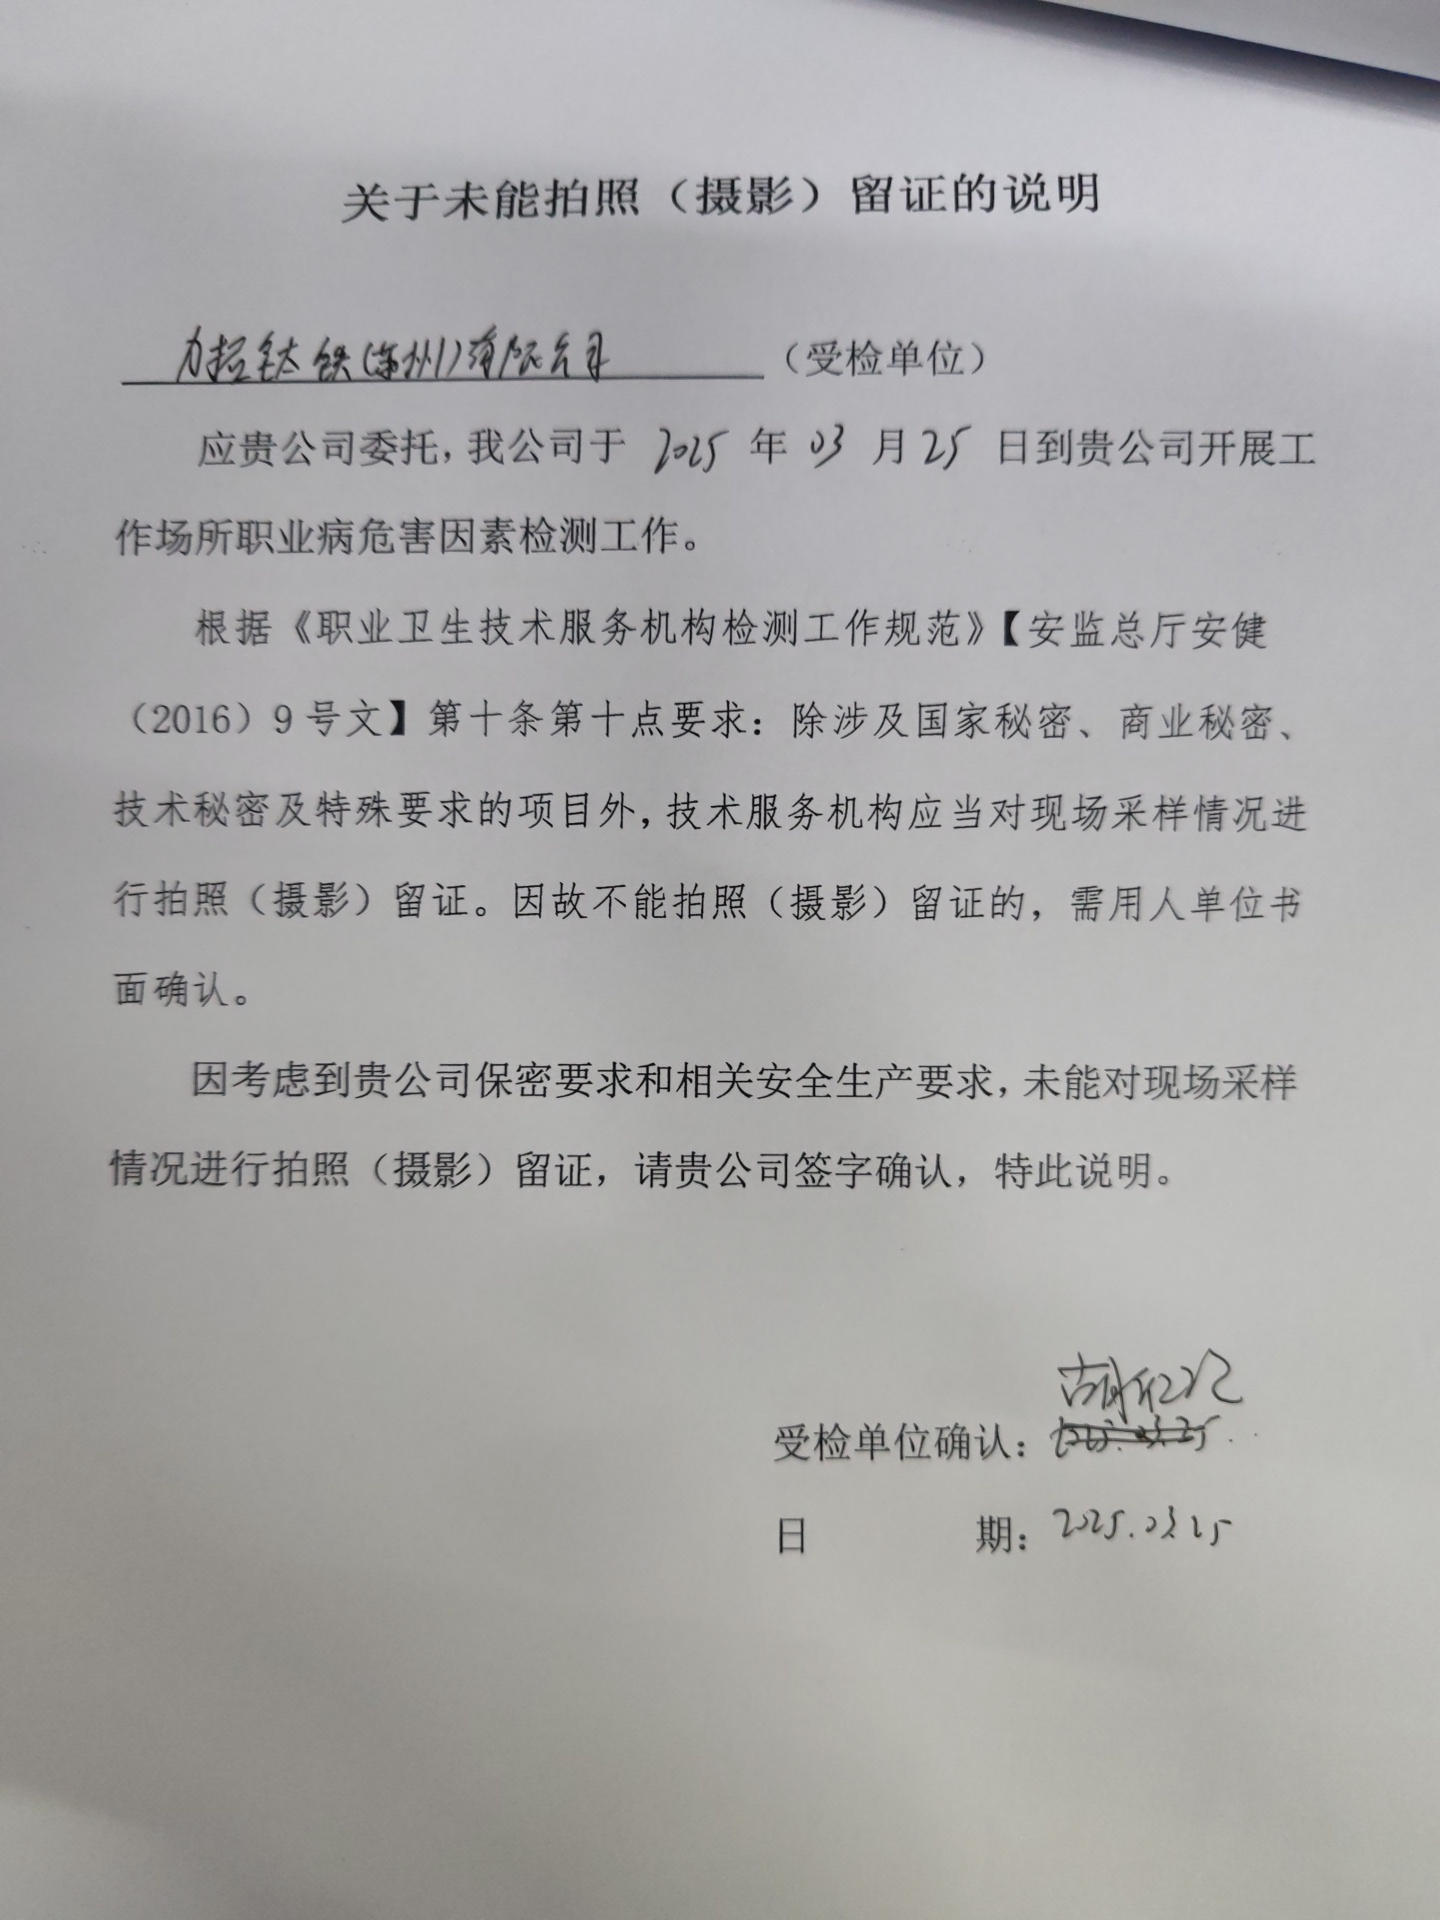 关于未能拍照（摄影）留证的说明
力拓钛铁(苏州)有限公司（受检单位）
应贵公司委托，我公司于 2025 年 03 月 25 日到贵公司开展工
作场所职业病危害因素检测工作。
根据《职业卫生技术服务机构检测工作规范》【安监总厅安健
（2016）9 号文】第十条第十点要求：除涉及国家秘密、商业秘密、
技术秘密及特殊要求的项目外，技术服务机构应当对现场采样情况进
行拍照（摄影）留证。因故不能拍照（摄影）留证的，需用人单位书
面确认。
因考虑到贵公司保密要求和相关安全生产要求，未能对现场采样
情况进行拍照（摄影）留证，请贵公司签字确认，特此说明。
受检单位确认：
日 期：2025.03.25